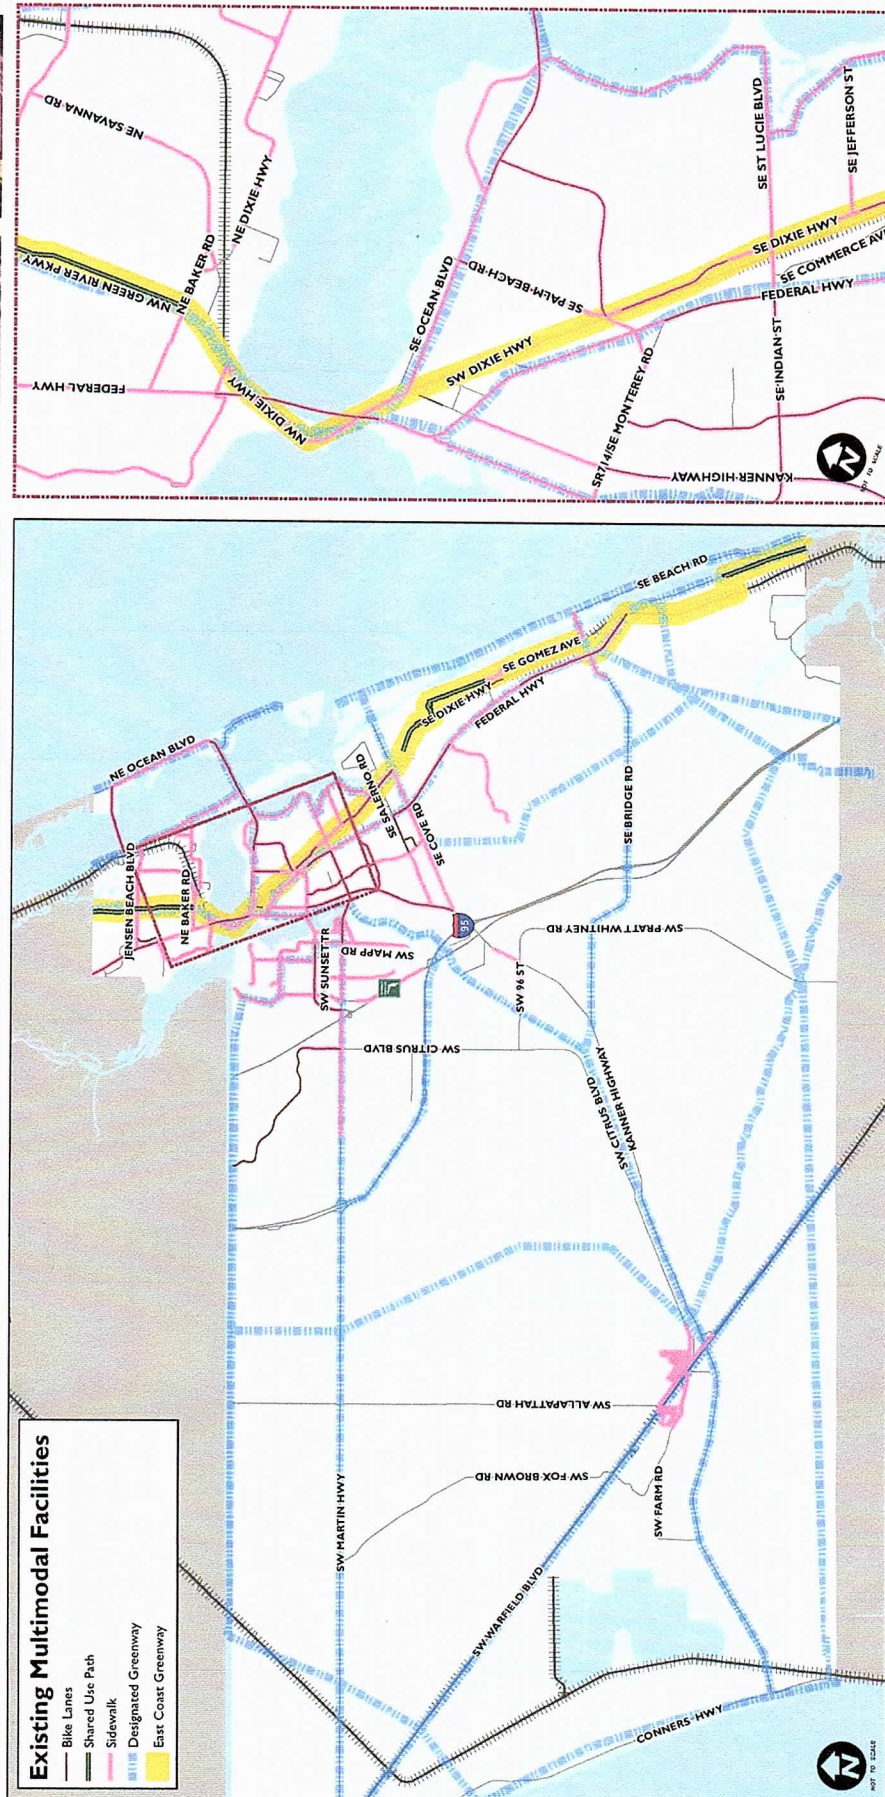 Existing Multimodal Facilities
Bike Lanes
Shared Use Path
Sidewalk
Designated Greenway
East Coast Greenway
SW MARTIN HWY
SW WARFIELD BLVD
SW FOX BROWN RD
SW ALLAPATTAH RD
SW FARM RD
CONNERS HWY
SW CITRUS BLVD
SW CITRUS BLVD
KANNER HIGHWAY
SW 96 ST
SW PRATT WHITNEY RD
SE BRIDGE RD
SW SUNSET TR
SW MAPP RD
95
JENSEN BEACH BLVD
NE BAKER RD
NE OCEAN BLVD
SE SALERNO RD
SE COVE RD
SE DIXIE HWY
FEDERAL HWY
SE GOMEZ AVE
SE BEACH RD
N
NOT TO SCALE
FEDERAL HWY
NW GREEN RIVER PKWY
NE SAVANNA RD
NE BAKER RD
NE DIXIE HWY
NW DIXIE HWY
SE OCEAN BLVD
SE PALM BEACH RD
SW DIXIE HWY
SR714/SE MONTEREY RD
KANNER HIGHWAY
SE INDIAN ST
FEDERAL HWY
SE COMMERCE AVE
SE DIXIE HWY
SE ST LUCIE BLVD
SE JEFFERSON ST
N
NOT TO SCALE